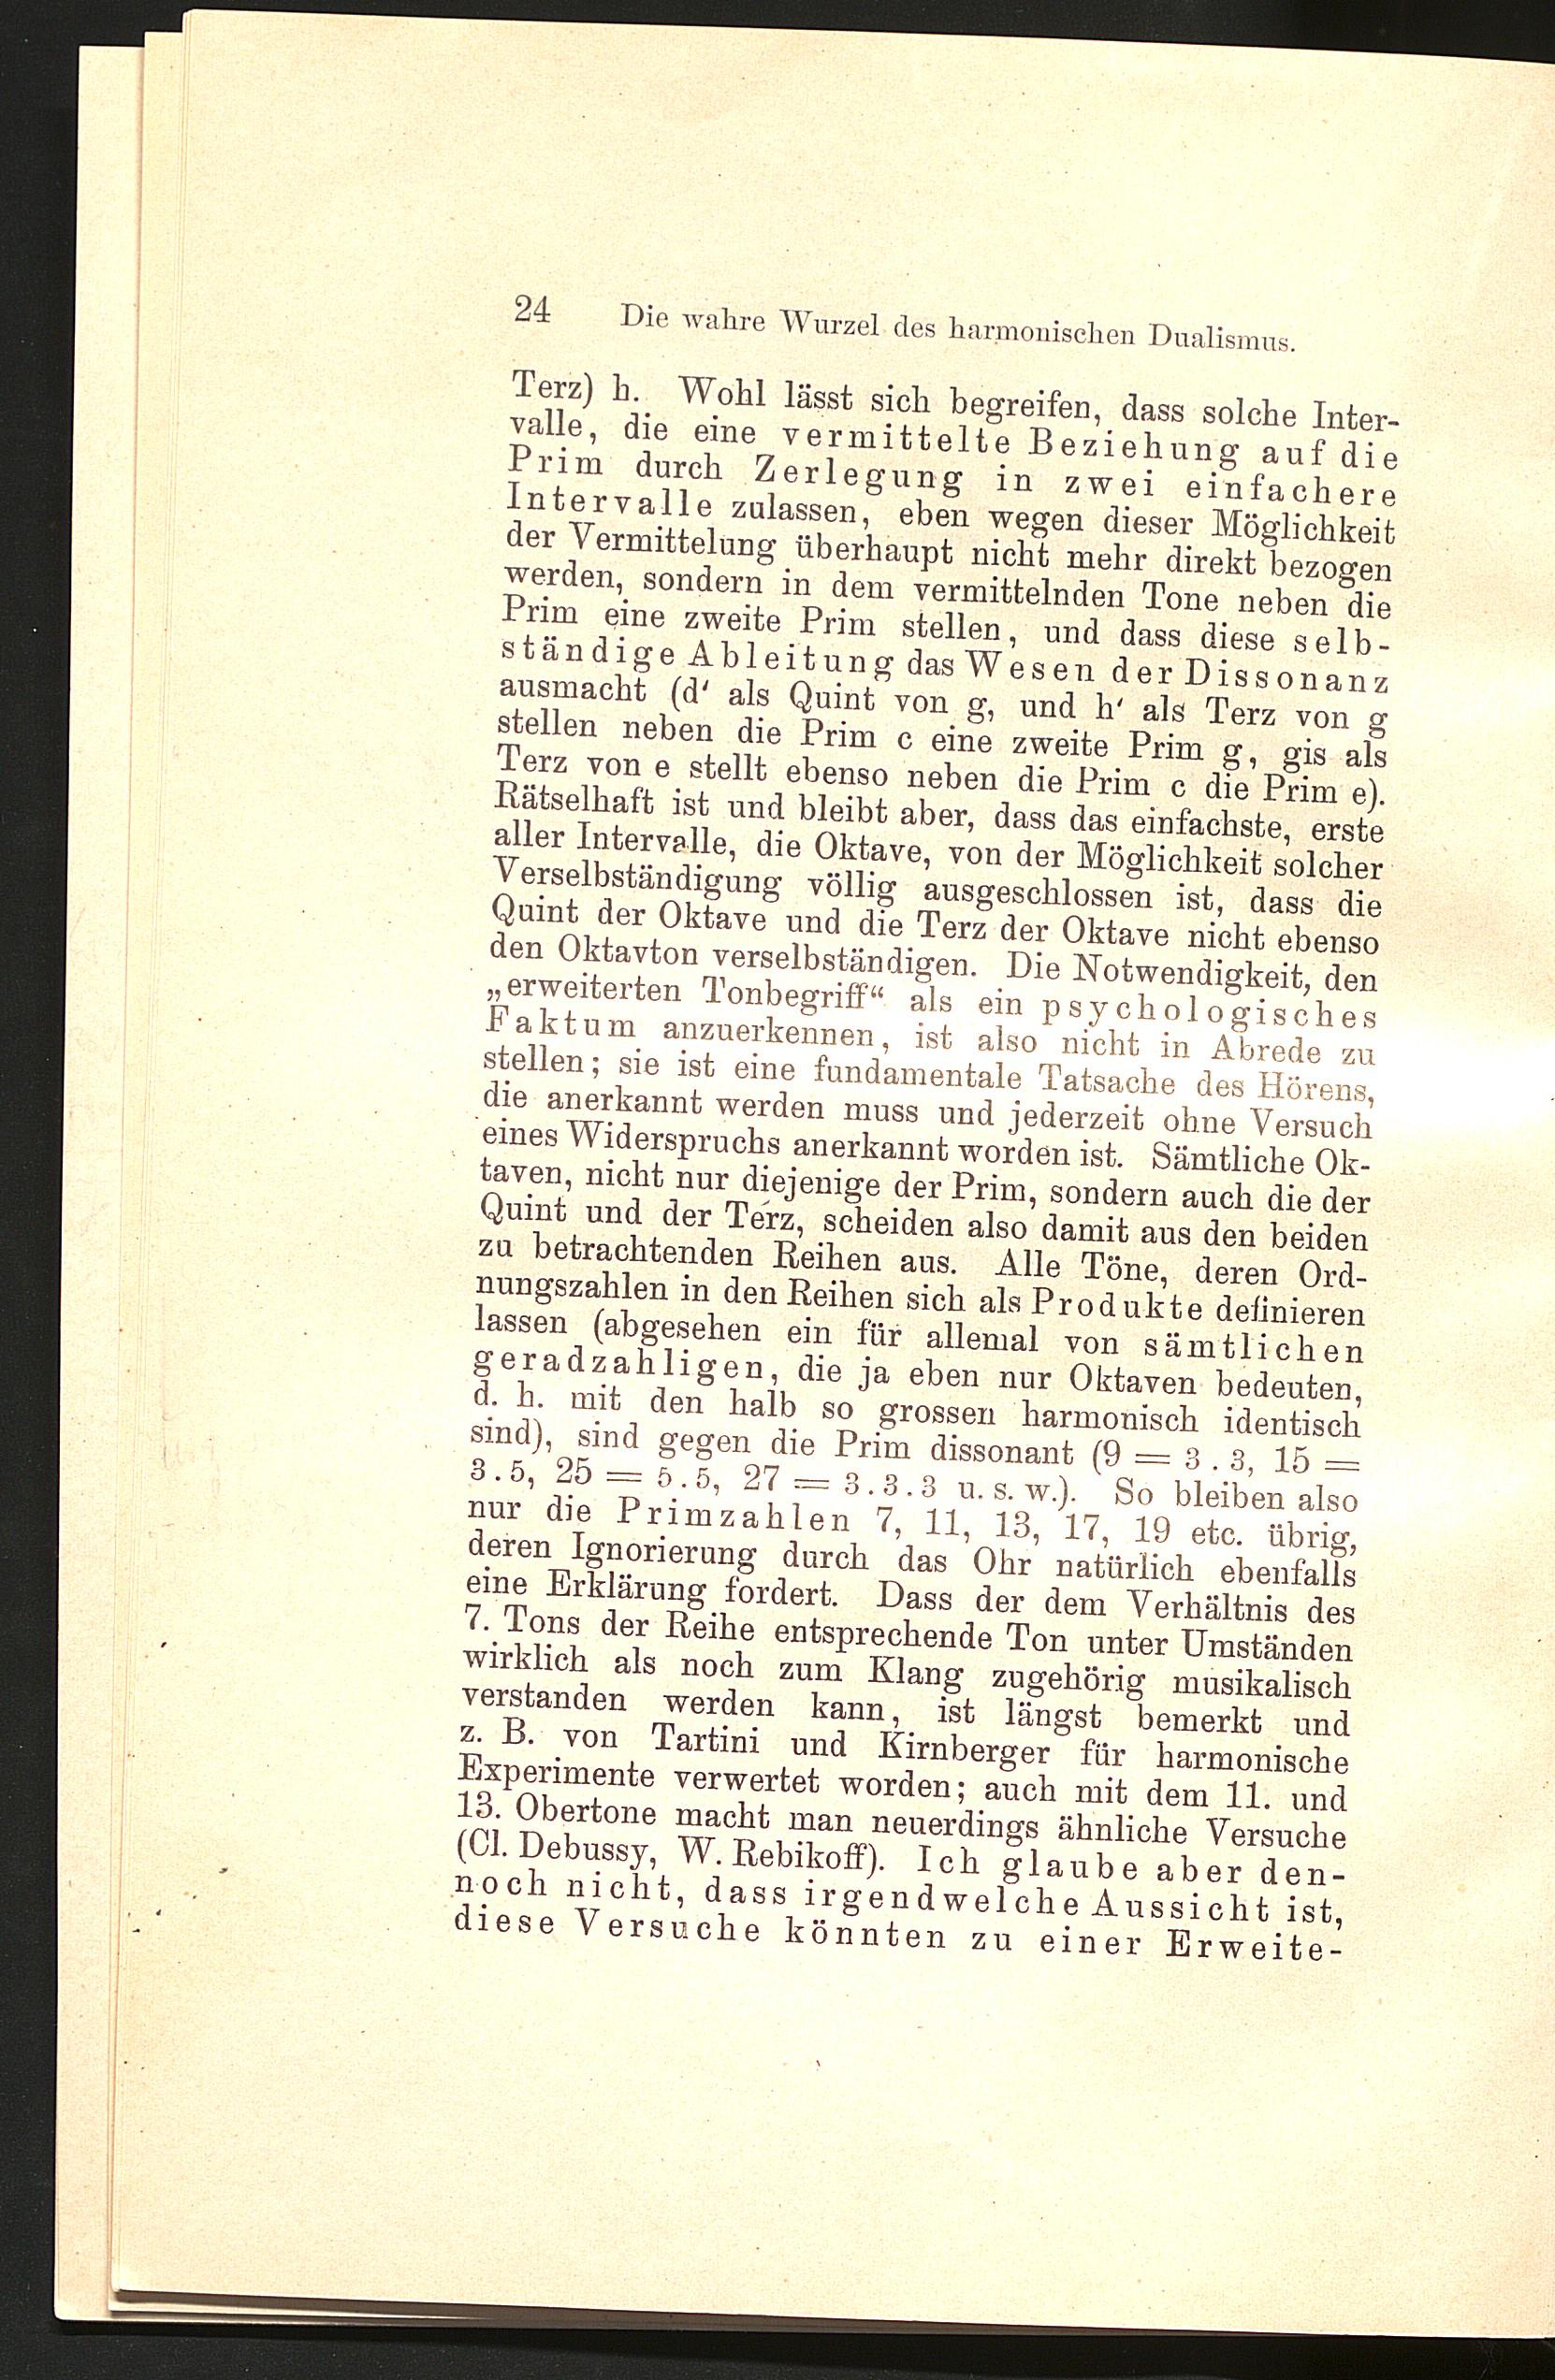 24 Die wahre Wurzel des harmonischen Dualismus.
Terz) h. Wohl lässt sich begreifen, dass solche Inter-
valle, die eine vermittelte Beziehung auf die
Prim durch Zerlegung in zwei einfachere
Intervalle zulassen, eben wegen dieser Möglichkeit
der Vermittelung überhaupt nicht mehr direkt bezogen
werden, sondern in dem vermittelnden Tone neben die
Prim eine zweite Prim stellen, und dass diese selb-
ständige Ableitung das Wesen der Dissonanz
ausmacht (d' als Quint von g, und h' als Terz von g
stellen neben die Prim c eine zweite Prim g, gis als
Terz von e stellt ebenso neben die Prim c die Prim e).
Rätselhaft ist und bleibt aber, dass das einfachste, erste
aller Intervalle, die Oktave, von der Möglichkeit solcher
Verselbständigung völlig ausgeschlossen ist, dass die
Quint der Oktave und die Terz der Oktave nicht ebenso
den Oktavton verselbständigen. Die Notwendigkeit, den
„erweiterten Tonbegriff“ als ein psychologisches
Faktum anzuerkennen, ist also nicht in Abrede zu
stellen; sie ist eine fundamentale Tatsache des Hörens,
die anerkannt werden muss und jederzeit ohne Versuch
eines Widerspruchs anerkannt worden ist. Sämtliche Ok-
taven, nicht nur diejenige der Prim, sondern auch die der
Quint und der Terz, scheiden also damit aus den beiden
zu betrachtenden Reihen aus. Alle Töne, deren Ord-
nungszahlen in den Reihen sich als Produkte definieren
lassen (abgesehen ein für allemal von sämtlichen
geradzahligen, die ja eben nur Oktaven bedeuten,
d. h. mit den halb so grossen harmonisch identisch
sind), sind gegen die Prim dissonant (9 = 3 . 3, 15 =
3 . 5, 25 = 5 . 5, 27 = 3 . 3 . 3 u. s. w.). So bleiben also
nur die Primzahlen 7, 11, 13, 17, 19 etc. übrig,
deren Ignorierung durch das Ohr natürlich ebenfalls
eine Erklärung fordert. Dass der dem Verhältnis des
7. Tons der Reihe entsprechende Ton unter Umständen
wirklich als noch zum Klang zugehörig musikalisch
verstanden werden kann, ist längst bemerkt und
z. B. von Tartini und Kirnberger für harmonische
Experimente verwertet worden; auch mit dem 11. und
13. Obertone macht man neuerdings ähnliche Versuche
(Cl. Debussy, W. Rebikoff). Ich glaube aber den-
noch nicht, dass irgendwelche Aussicht ist,
diese Versuche könnten zu einer Erweite-